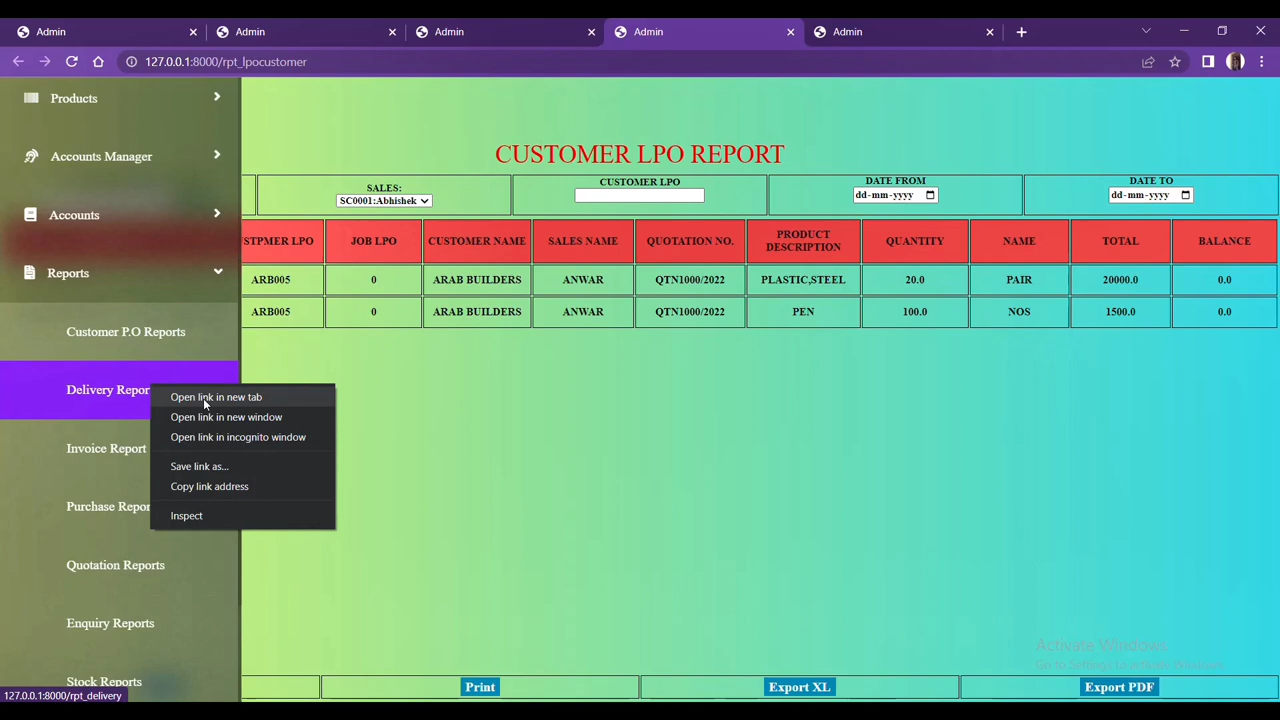 Admin
Admin
Admin
Admin
Admin
127.0.0.1:8000/rpt_lpocustomer
Products
Accounts Manager
Accounts
Reports
Customer P.O Reports
Delivery Repor
Invoice Report
Purchase Repor
Quotation Reports
Enquiry Reports
Stock Reports
127.0.0.1:8000/rpt_delivery
Open link in new tab
Open link in new window
Open link in incognito window
Save link as...
Copy link address
Inspect
CUSTOMER LPO REPORT
SALES:
SC0001:Abhishek
CUSTOMER LPO
DATE FROM
dd-mm-yyyy
DATE TO
dd-mm-yyyy
STPMER LPO JOB LPO CUSTOMER NAME SALES NAME QUOTATION NO. PRODUCT DESCRIPTION QUANTITY NAME TOTAL BALANCE
ARB005 0 ARAB BUILDERS ANWAR QTN1000/2022 PLASTIC,STEEL 20.0 PAIR 20000.0 0.0
ARB005 0 ARAB BUILDERS ANWAR QTN1000/2022 PEN 100.0 NOS 1500.0 0.0
Activate Windows
Go to Settings to activate Windows.
Print Export XL Export PDF